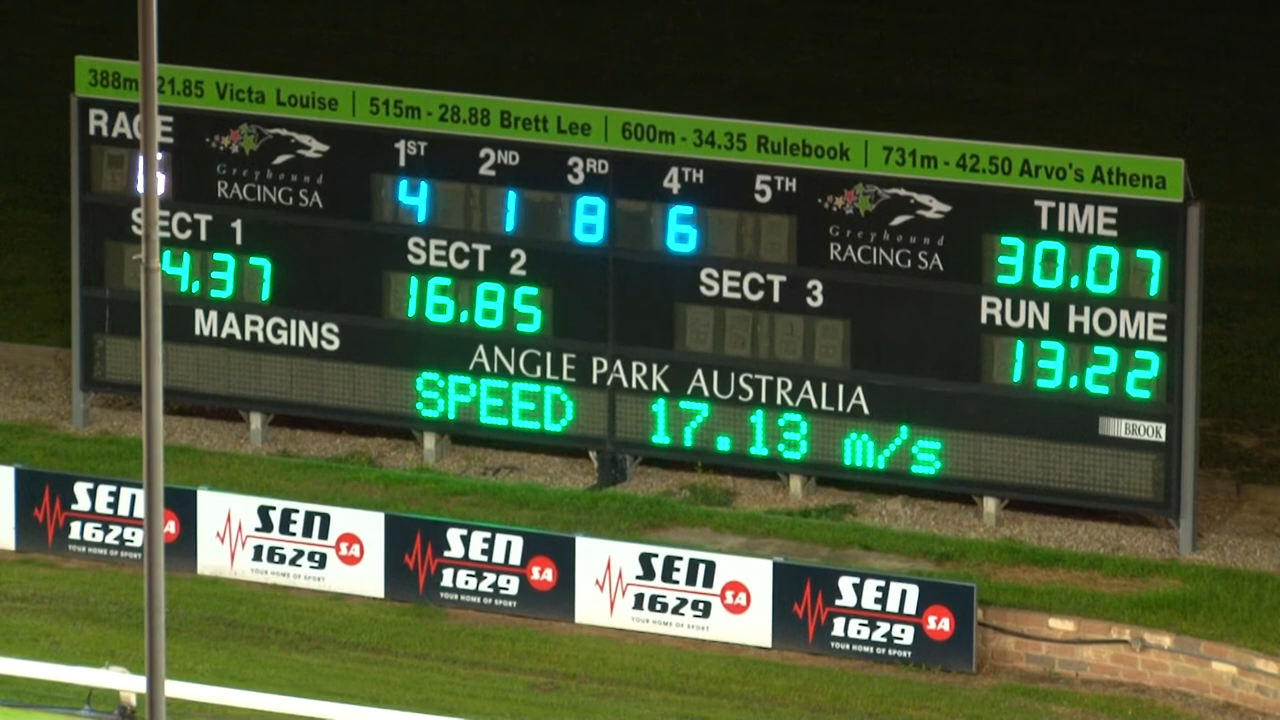 388m 21.85 Victa Louise | 515m - 28.88 Brett Lee | 600m - 34.35 Rulebook | 731m - 42.50 Arvo's Athena
RACE
Greyhound
RACING SA
1ST 2ND 3RD 4TH 5TH
4 1 8 6
Greyhound
RACING SA
TIME
30.07
SECT 1
4.37
SECT 2
16.85
SECT 3
RUN HOME
13.22
MARGINS
ANGLE PARK AUSTRALIA
SPEED 17.13 m/s
BROOK
SEN
1629
YOUR HOME OF SPORT
SEN
1629 SA
YOUR HOME OF SPORT
SEN
1629 SA
YOUR HOME OF SPORT
SEN
1629 SA
YOUR HOME OF SPORT
SEN
1629 SA
YOUR HOME OF SPORT